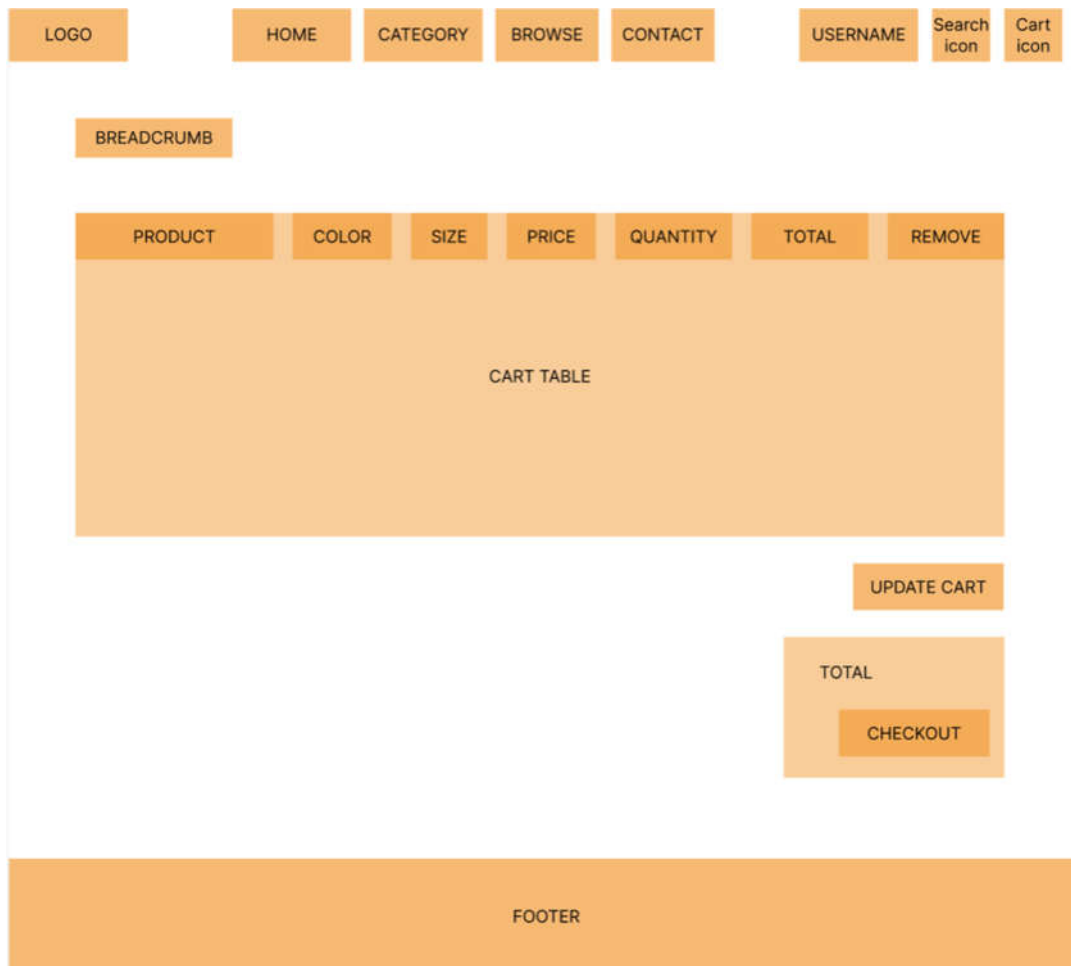 LOGO
HOME
CATEGORY
BROWSE
CONTACT
USERNAME
Search
icon
Cart
icon
BREADCRUMB
PRODUCT
COLOR
SIZE
PRICE
QUANTITY
TOTAL
REMOVE
CART TABLE
UPDATE CART
TOTAL
CHECKOUT
FOOTER